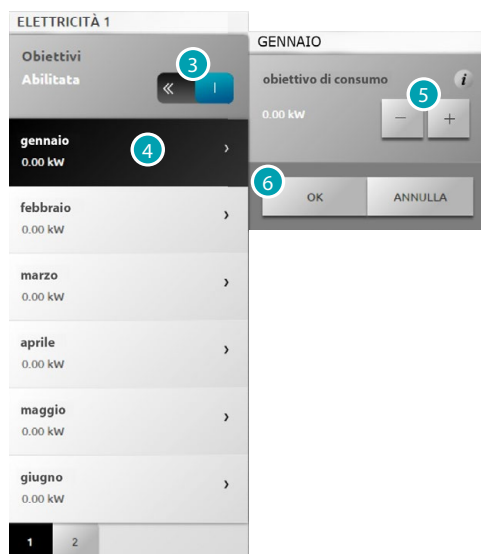 ELETTRICITÀ 1
Obiettivi
Abilitata
3
gennaio
0.00 kW
4
febbraio
0.00 kW
marzo
0.00 kW
aprile
0.00 kW
maggio
0.00 kW
giugno
0.00 kW
1 2
GENNAIO
obiettivo di consumo i
5
0.00 kW − +
6
OK ANNULLA